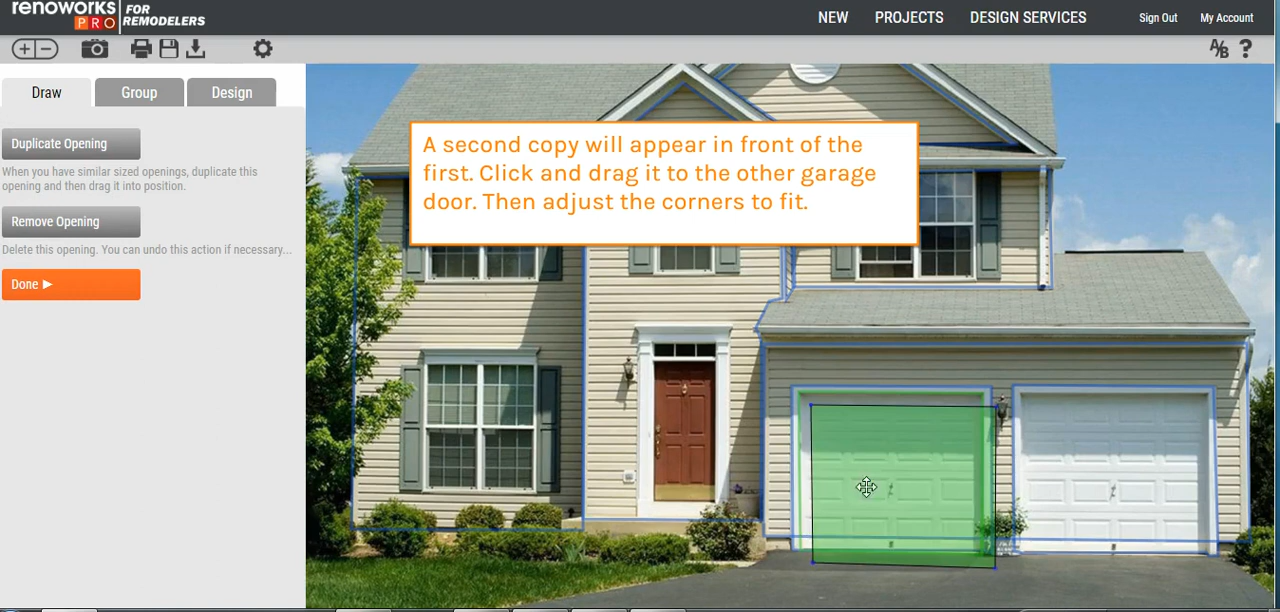 renoworks
PRO
FOR
REMODELERS
NEW PROJECTS DESIGN SERVICES Sign Out My Account
A/B ?
Draw Group Design
Duplicate Opening
When you have similar sized openings, duplicate this
opening and then drag it into position.
Remove Opening
Delete this opening. You can undo this action if necessary...
Done
A second copy will appear in front of the
first. Click and drag it to the other garage
door. Then adjust the corners to fit.